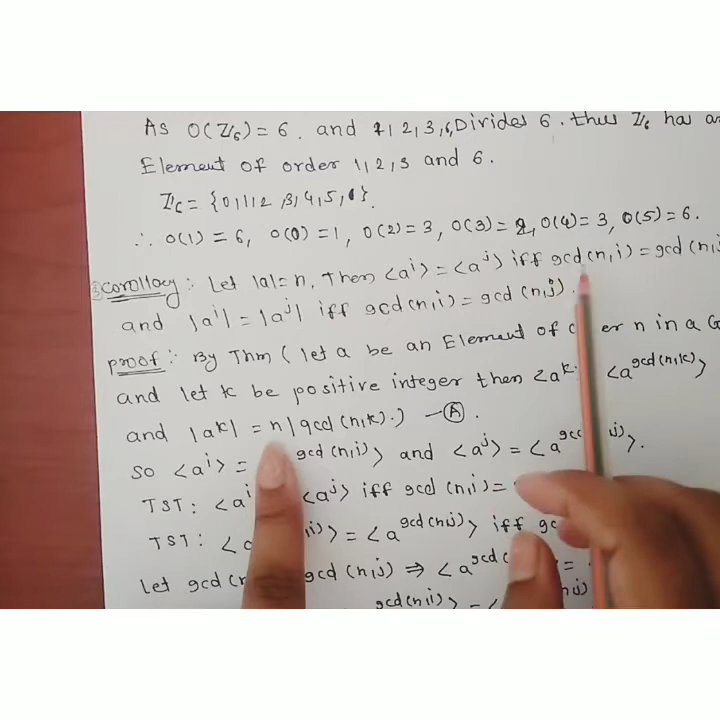 As O(Z6) = 6. and 1, 2, 3, 6, Divides 6. thus Z6 has
Element of order 1, 2, 3 and 6.
Z6 = {0, 1, 2, 3, 4, 5, }.
∴ O(1) = 6, O(0) = 1, O(2) = 3, O(3) = 2, O(4) = 3, O(5) = 6.
③ Corollary: Let |a| = n, Then <a^i> = <a^j> iff gcd(n, i) = gcd(n,
and |a^i| = |a^j| iff gcd(n, i) = gcd(n, j).
proof: By Thm (let a be an Element of n in a
and let k be positive integer then <a^k <a^gcd(n,k)>
and |a^k| = n|gcd(n,k).) —Ⓐ.
So <a^i> = gcd(n,i)> and <a^j> = <a^gc j)>.
TST: <a^i <a^j> iff gcd(n,i) =
TST: < i)> = <a^gcd(n,j)> iff
Let gcd( gcd(n,j) ⇒ <a^gcd( =
gcd(n,i)> = <